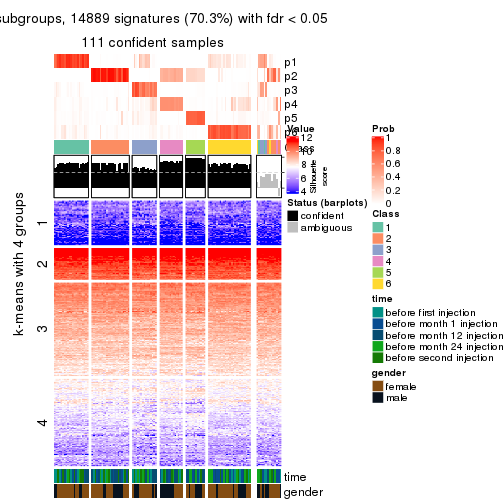 subgroups, 14889 signatures (70.3%) with fdr < 0.05
111 confident samples
p1
p2
p3
p4
p5
p6
Class
Silhouette
score
k-means with 4 groups
1
2
3
4
time
gender
Value
12
10
8
6
4
Status (barplots)
confident
ambiguous
Prob
1
0.8
0.6
0.4
0.2
0
Class
1
2
3
4
5
6
time
before first injection
before month 1 injection
before month 12 injection
before month 24 injection
before second injection
gender
female
male